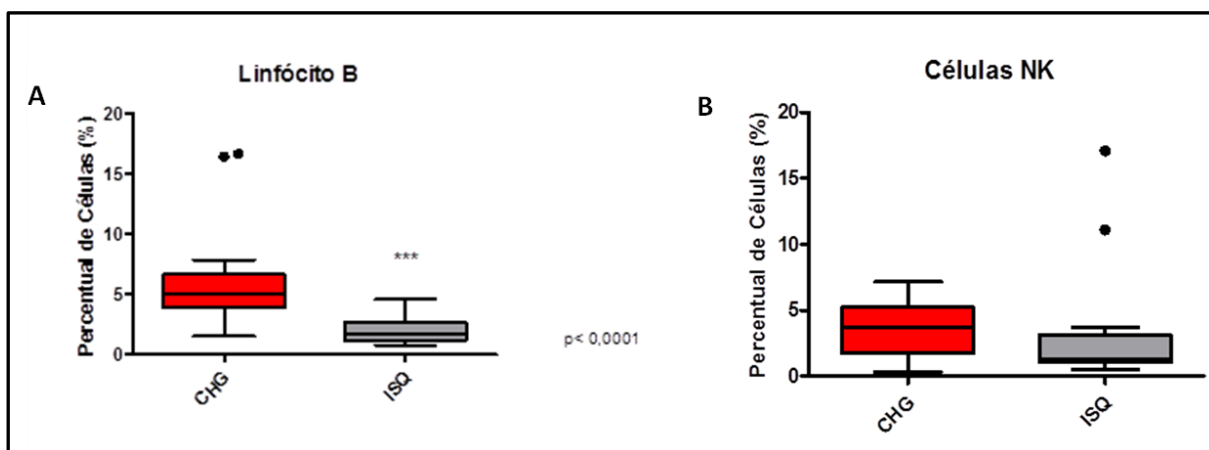 A
Linfócito B
Percentual de Células (%)
20
15
10
5
0
***
CHG
ISQ
p< 0,0001
B
Células NK
Percentual de Células (%)
20
15
10
5
0
CHG
ISQ